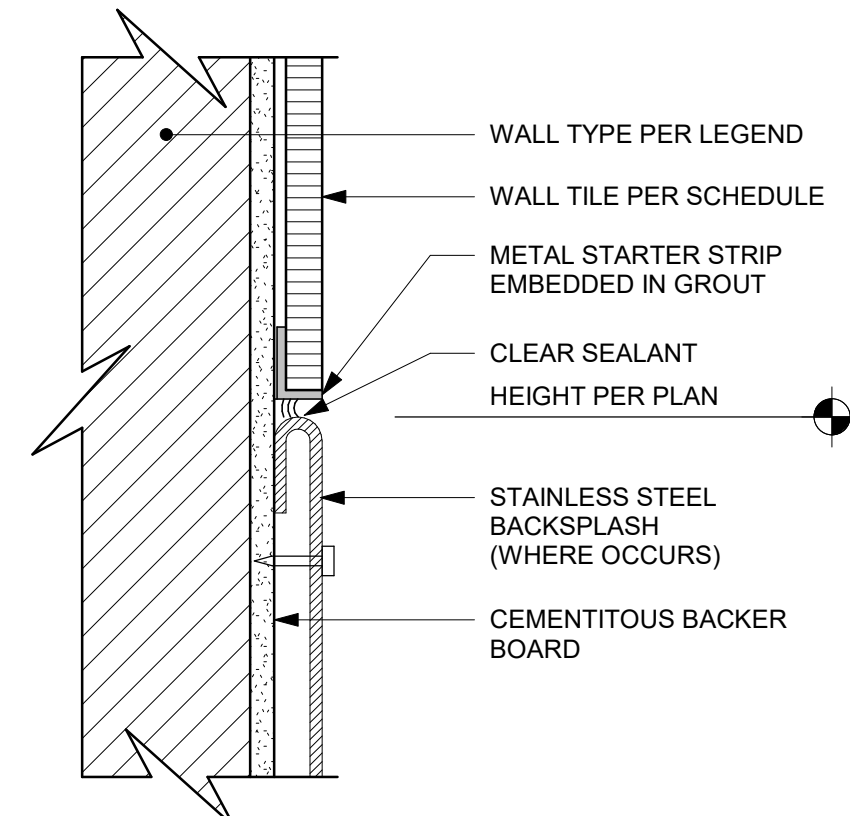 WALL TYPE PER LEGEND
WALL TILE PER SCHEDULE
METAL STARTER STRIP
EMBEDDED IN GROUT
CLEAR SEALANT
HEIGHT PER PLAN
STAINLESS STEEL
BACKSPLASH
(WHERE OCCURS)
CEMENTITOUS BACKER
BOARD